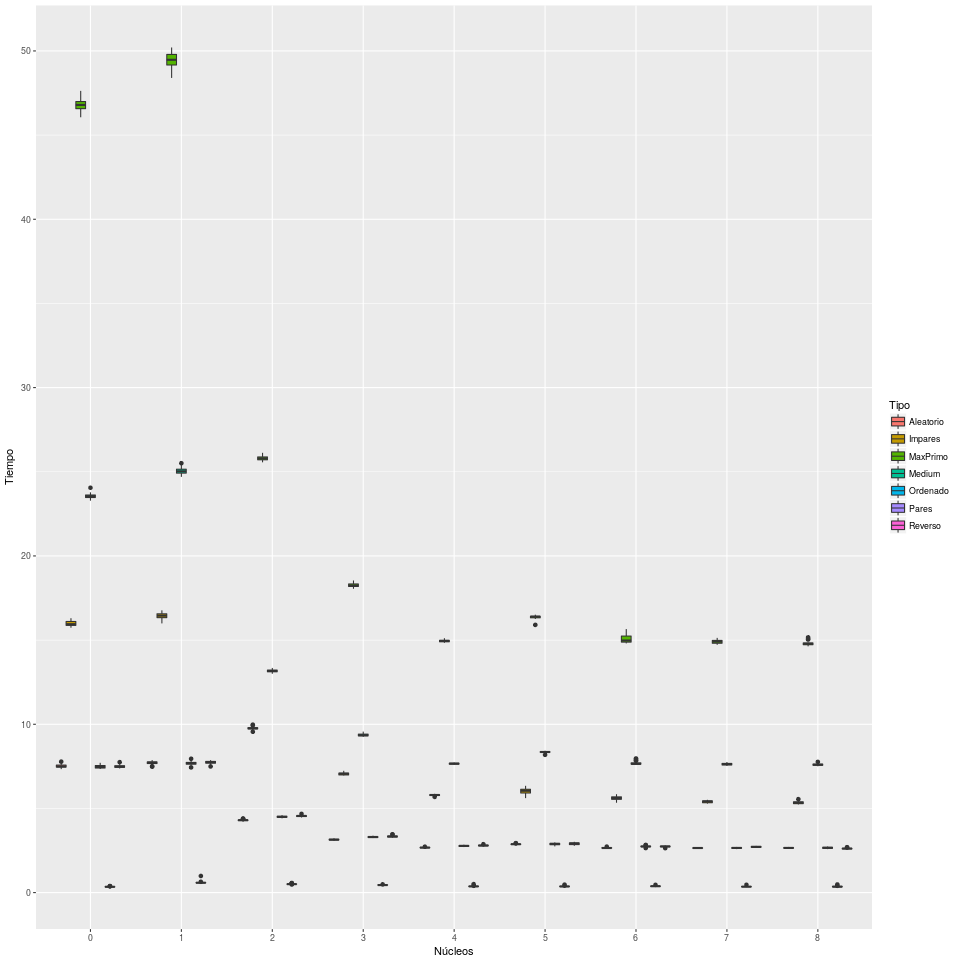 50
40
30
20
10
0
Tiempo
0 1 2 3 4 5 6 7 8
Núcleos
Tipo
Aleatorio
Impares
MaxPrimo
Medium
Ordenado
Pares
Reverso